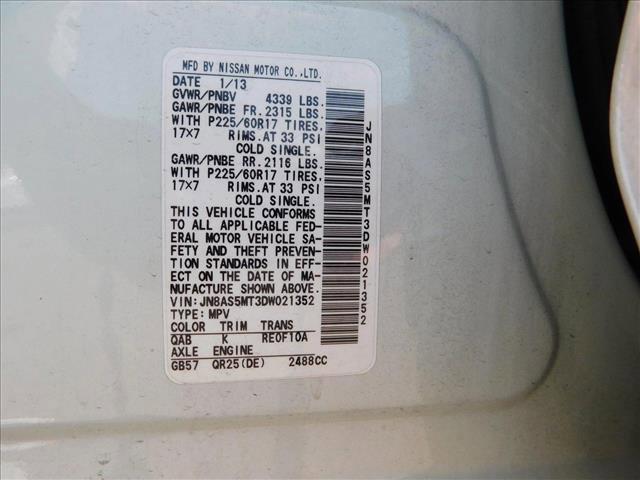 MFD BY NISSAN MOTOR CO.,LTD.
DATE 1/13
GVWR/PNBV 4339 LBS.
GAWR/PNBE FR. 2315 LBS.
WITH P225/60R17 TIRES.
17×7 RIMS. AT 33 PSI
COLD SINGLE.
GAWR/PNBE RR. 2116 LBS.
WITH P225/60R17 TIRES.
17×7 RIMS. AT 33 PSI
COLD SINGLE.
THIS VEHICLE CONFORMS
TO ALL APPLICABLE FED-
ERAL MOTOR VEHICLE SA-
FETY AND THEFT PREVEN-
TION STANDARDS IN EFF-
ECT ON THE DATE OF MA-
NUFACTURE SHOWN ABOVE.
VIN: JN8AS5MT3DW021352
TYPE: MPV
COLOR TRIM TRANS
QAB K RE0F10A
AXLE ENGINE
GB57 QR25(DE) 2488CC
JN8AS5MT3DW021352